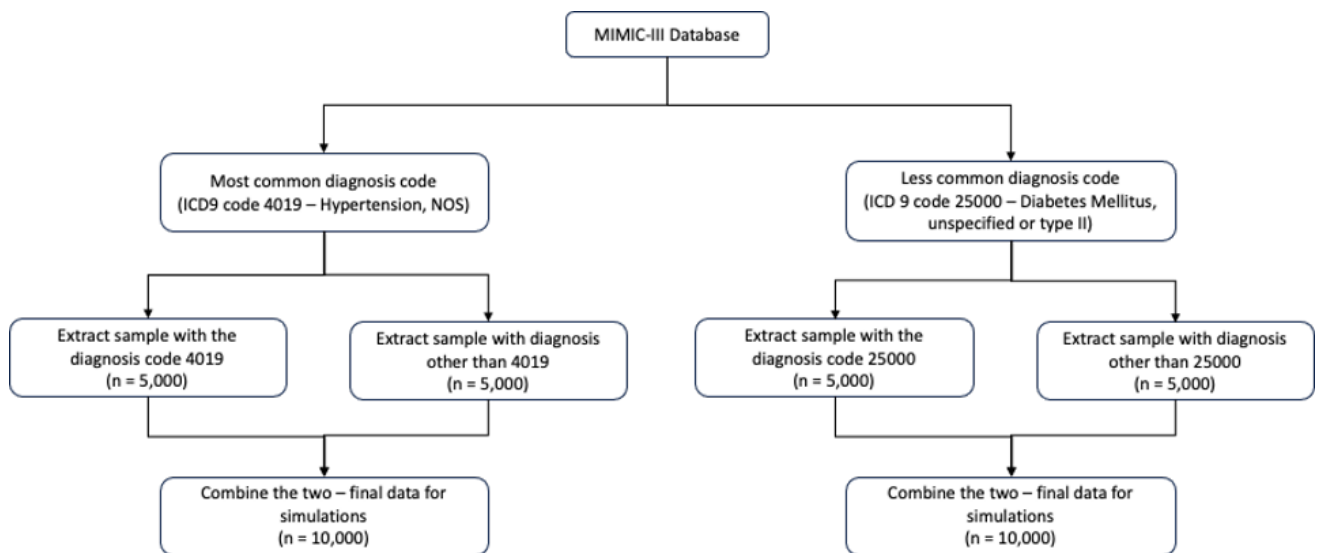 MIMIC-III Database
Most common diagnosis code
(ICD9 code 4019 – Hypertension, NOS)
Less common diagnosis code
(ICD 9 code 25000 – Diabetes Mellitus,
unspecified or type II)
Extract sample with the
diagnosis code 4019
(n = 5,000)
Extract sample with diagnosis
other than 4019
(n = 5,000)
Extract sample with the
diagnosis code 25000
(n = 5,000)
Extract sample with diagnosis
other than 25000
(n = 5,000)
Combine the two – final data for
simulations
(n = 10,000)
Combine the two – final data for
simulations
(n = 10,000)